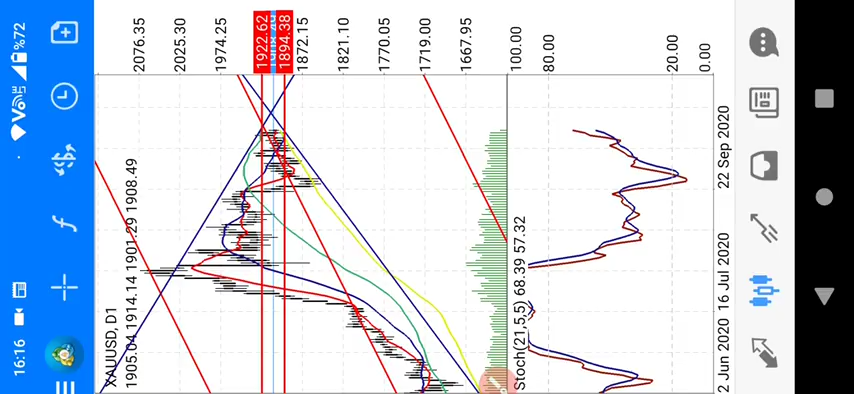 16:16
%72
XAUUSD, D1
1905.04 1914.14 1901.29 1908.49
2076.35
2025.30
1974.25
1922.62
1894.38
1872.15
1821.10
1770.05
1719.00
1667.95
Stoch(21,5,5) 68.39 57.32
100.00
80.00
20.00
0.00
2 Jun 2020
16 Jul 2020
22 Sep 2020